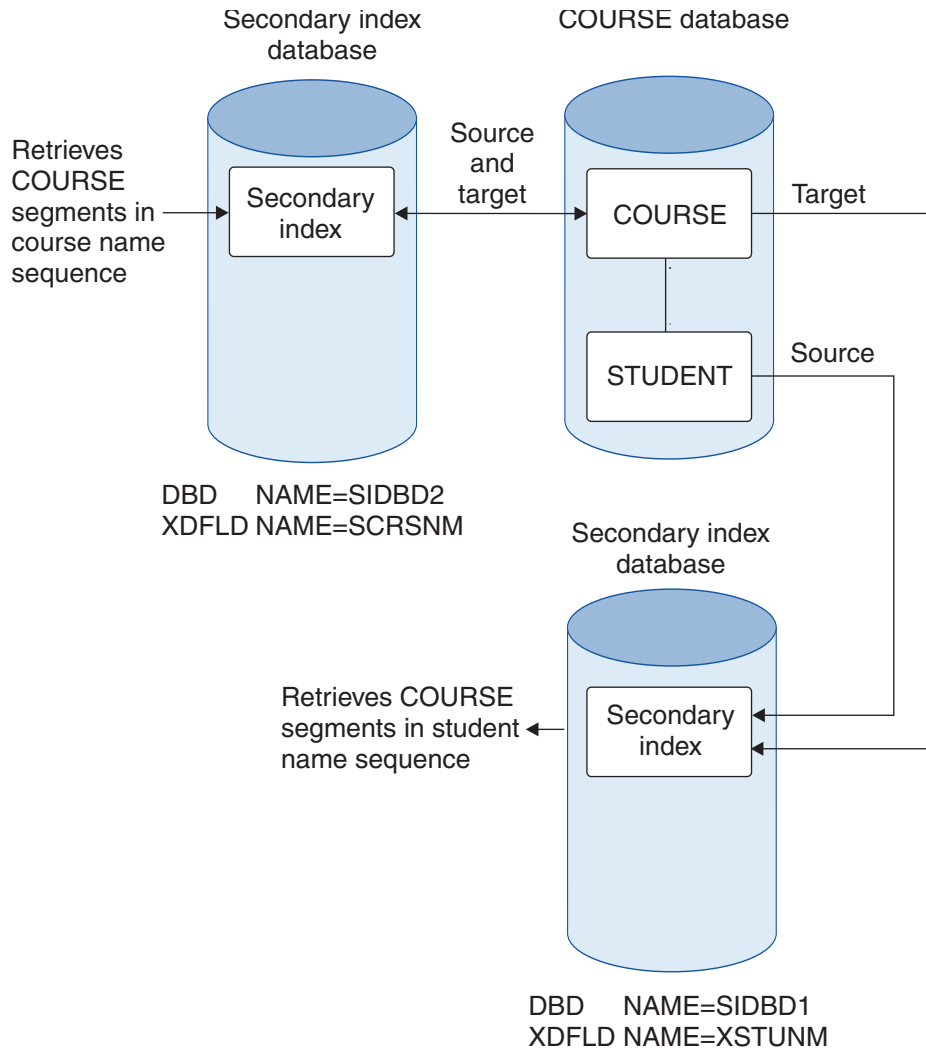 Secondary index
database
COURSE database
Retrieves
COURSE
segments in
course name
sequence
Secondary
index
Source
and
target
COURSE
Target
STUDENT
Source
DBD NAME=SIDBD2
XDFLD NAME=SCRSNM
Secondary index
database
Retrieves COURSE
segments in student
name sequence
Secondary
index
DBD NAME=SIDBD1
XDFLD NAME=XSTUNM